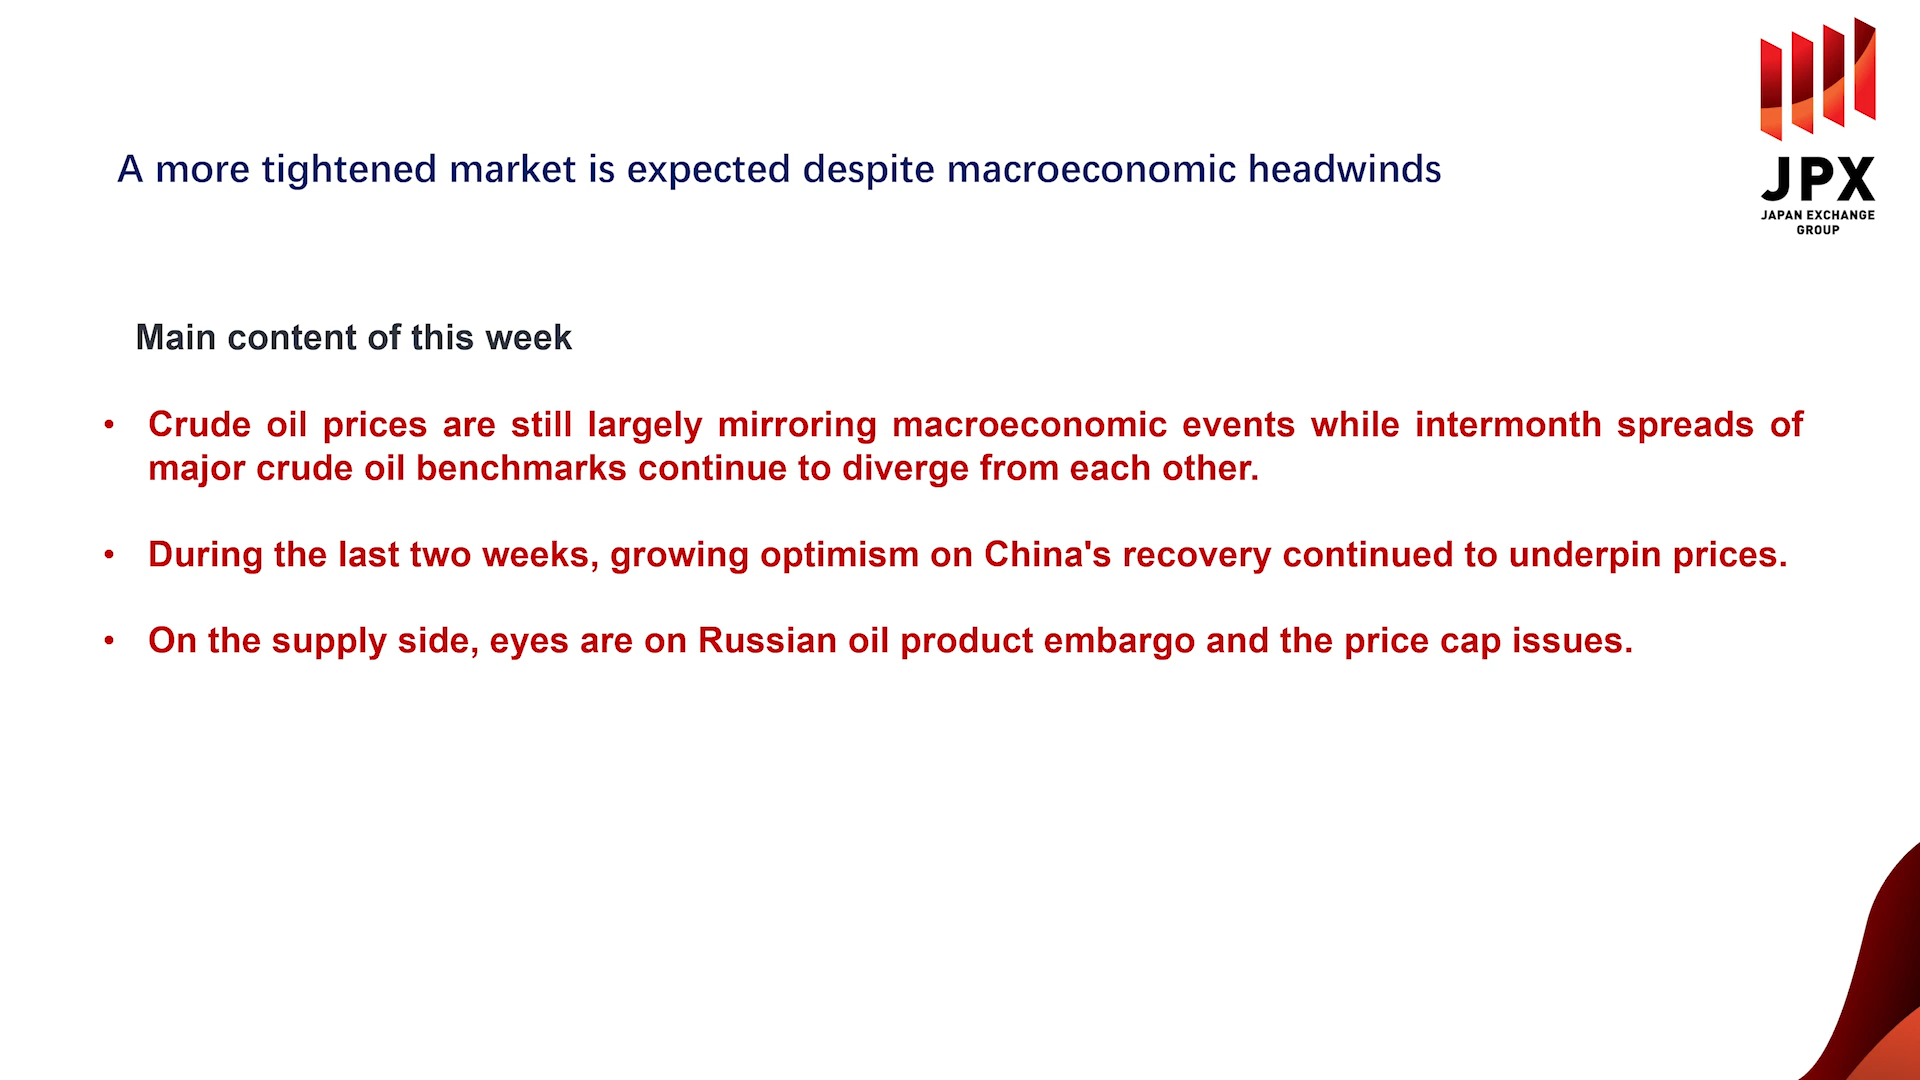 JPX
JAPAN EXCHANGE
GROUP
A more tightened market is expected despite macroeconomic headwinds
Main content of this week
• Crude oil prices are still largely mirroring macroeconomic events while intermonth spreads of
major crude oil benchmarks continue to diverge from each other.
• During the last two weeks, growing optimism on China's recovery continued to underpin prices.
• On the supply side, eyes are on Russian oil product embargo and the price cap issues.